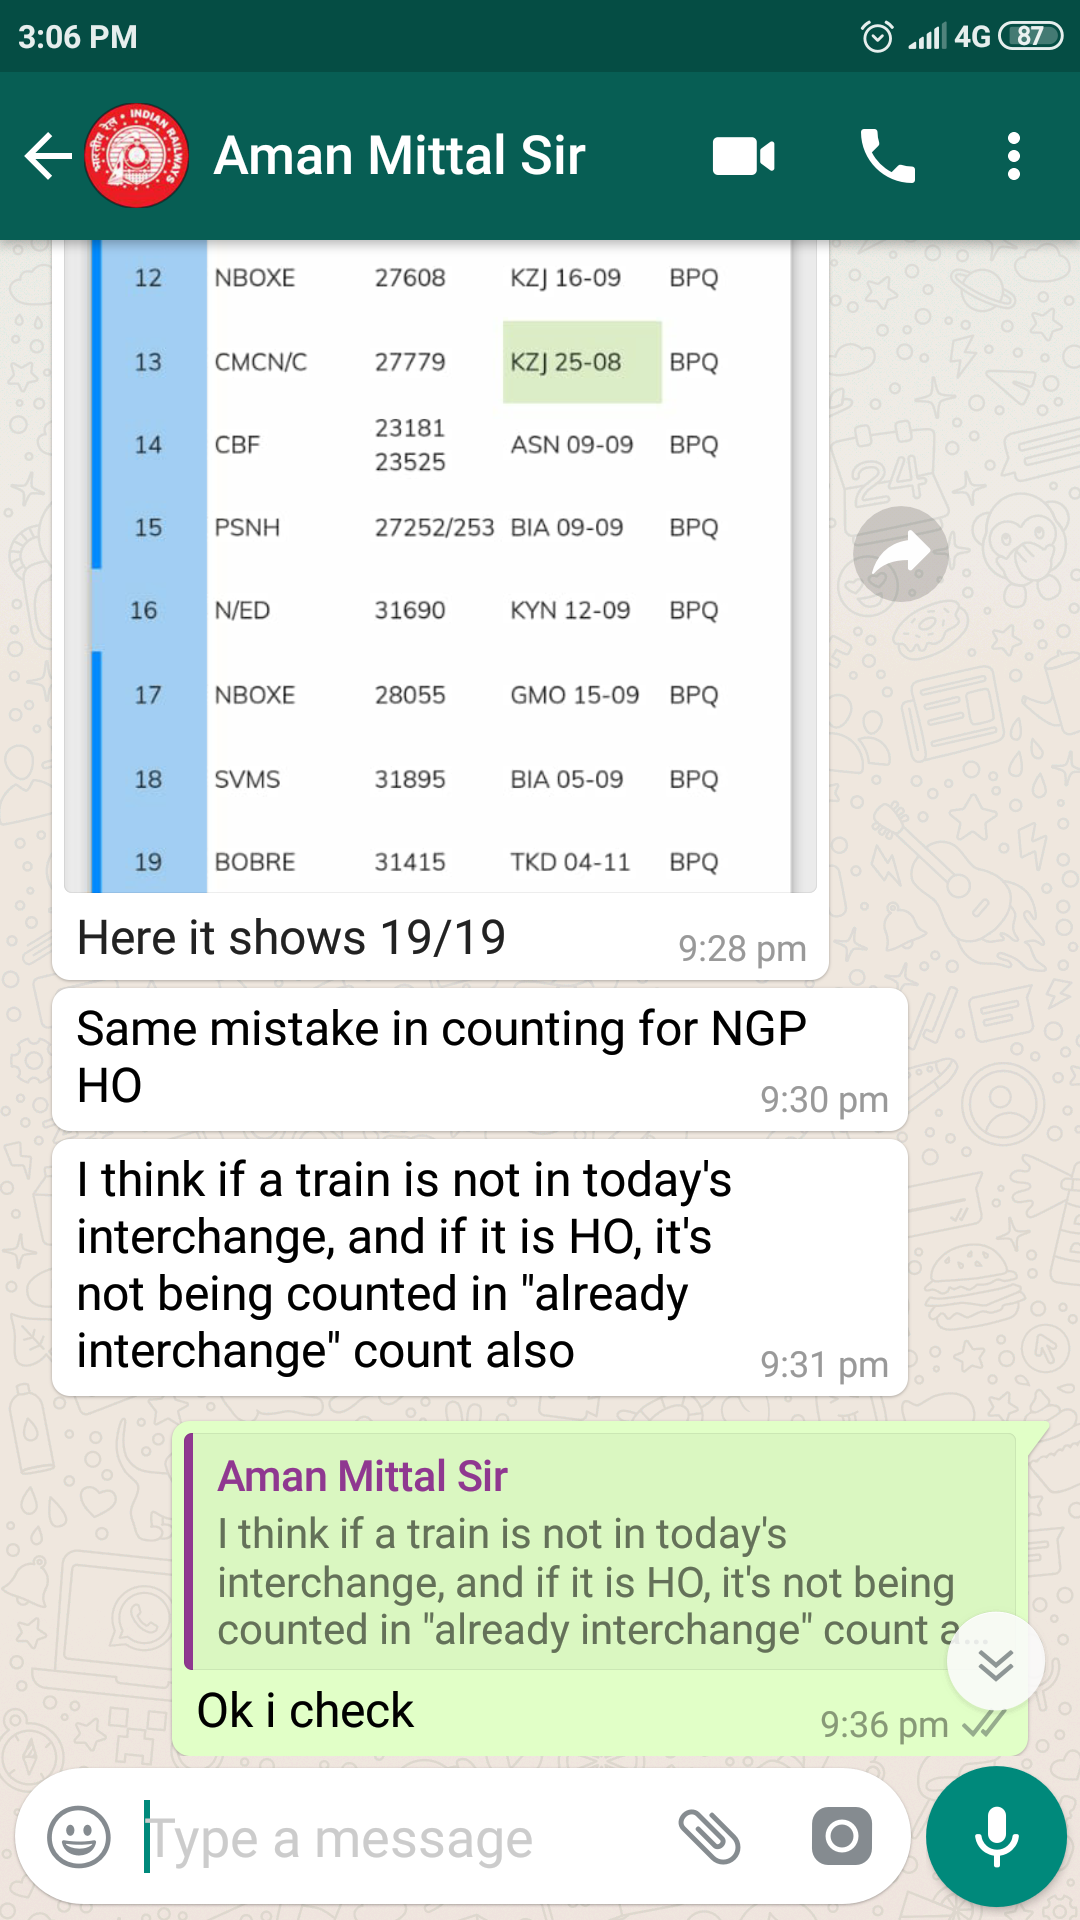 3:06 PM 4G 87
भारतीय रेल INDIAN RAILWAYS
Aman Mittal Sir
12 NBOXE 27608 KZJ 16-09 BPQ
13 CMCN/C 27779 KZJ 25-08 BPQ
14 CBF 23181 23525 ASN 09-09 BPQ
15 PSNH 27252/253 BIA 09-09 BPQ
16 N/ED 31690 KYN 12-09 BPQ
17 NBOXE 28055 GMO 15-09 BPQ
18 SVMS 31895 BIA 05-09 BPQ
19 BOBRE 31415 TKD 04-11 BPQ
Here it shows 19/19
9:28 pm
Same mistake in counting for NGP
HO
9:30 pm
I think if a train is not in today's
interchange, and if it is HO, it's
not being counted in "already
interchange" count also
9:31 pm
Aman Mittal Sir
I think if a train is not in today's
interchange, and if it is HO, it's not being
counted in "already interchange" count a...
Ok i check
9:36 pm
Type a message